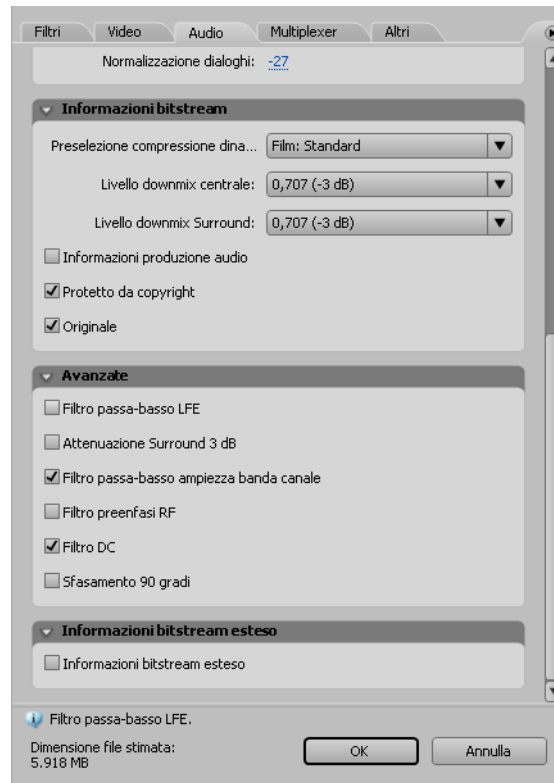 Filtri Video Audio Multiplexer Altri
Normalizzazione dialoghi: -27
Informazioni bitstream
Preselezione compressione dina... Film: Standard
Livello downmix centrale: 0,707 (-3 dB)
Livello downmix Surround: 0,707 (-3 dB)
Informazioni produzione audio
Protetto da copyright
Originale
Avanzate
Filtro passa-basso LFE
Attenuazione Surround 3 dB
Filtro passa-basso ampiezza banda canale
Filtro preenfasi RF
Filtro DC
Sfasamento 90 gradi
Informazioni bitstream esteso
Informazioni bitstream esteso
Filtro passa-basso LFE.
Dimensione file stimata:
5.918 MB
OK Annulla